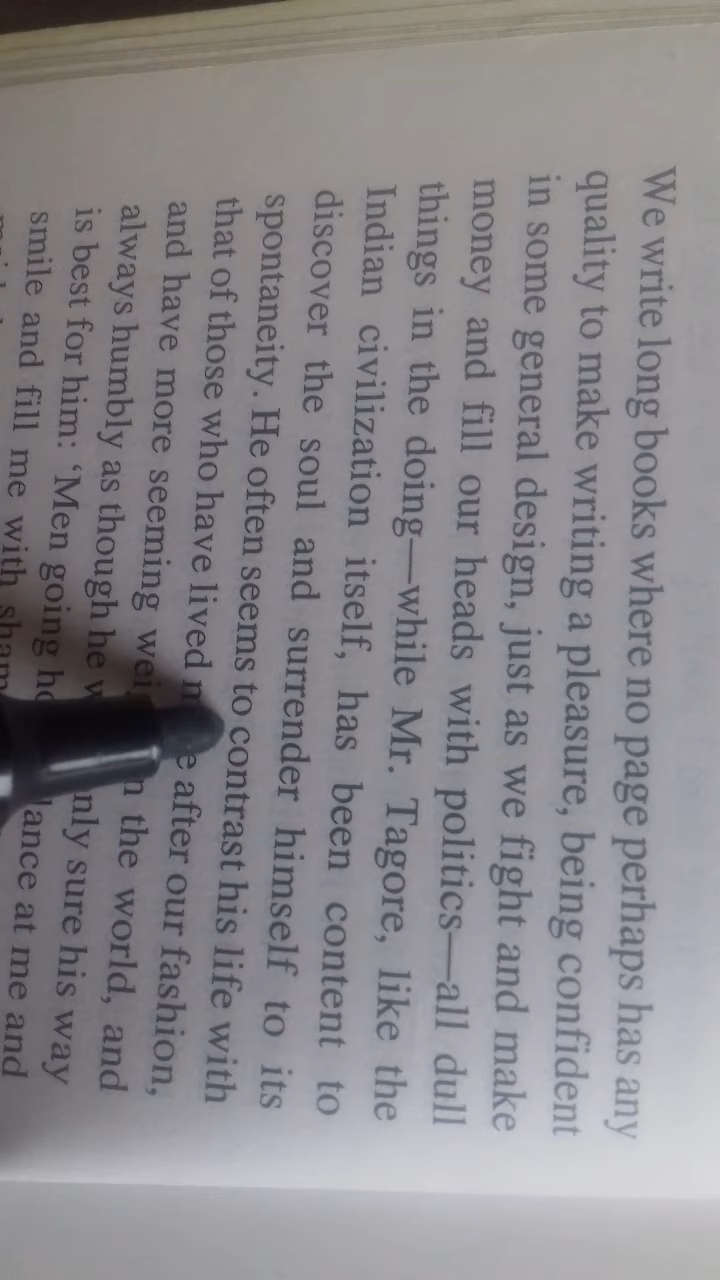 We write long books where no page perhaps has any
quality to make writing a pleasure, being confident
in some general design, just as we fight and make
money and fill our heads with politics—all dull
things in the doing—while Mr. Tagore, like the
Indian civilization itself, has been content to
discover the soul and surrender himself to its
spontaneity. He often seems to contrast his life with
that of those who have lived after our fashion,
and have more seeming the world, and
always humbly as though he sure his way
is best for him: ‘Men going at me and
smile and fill me with